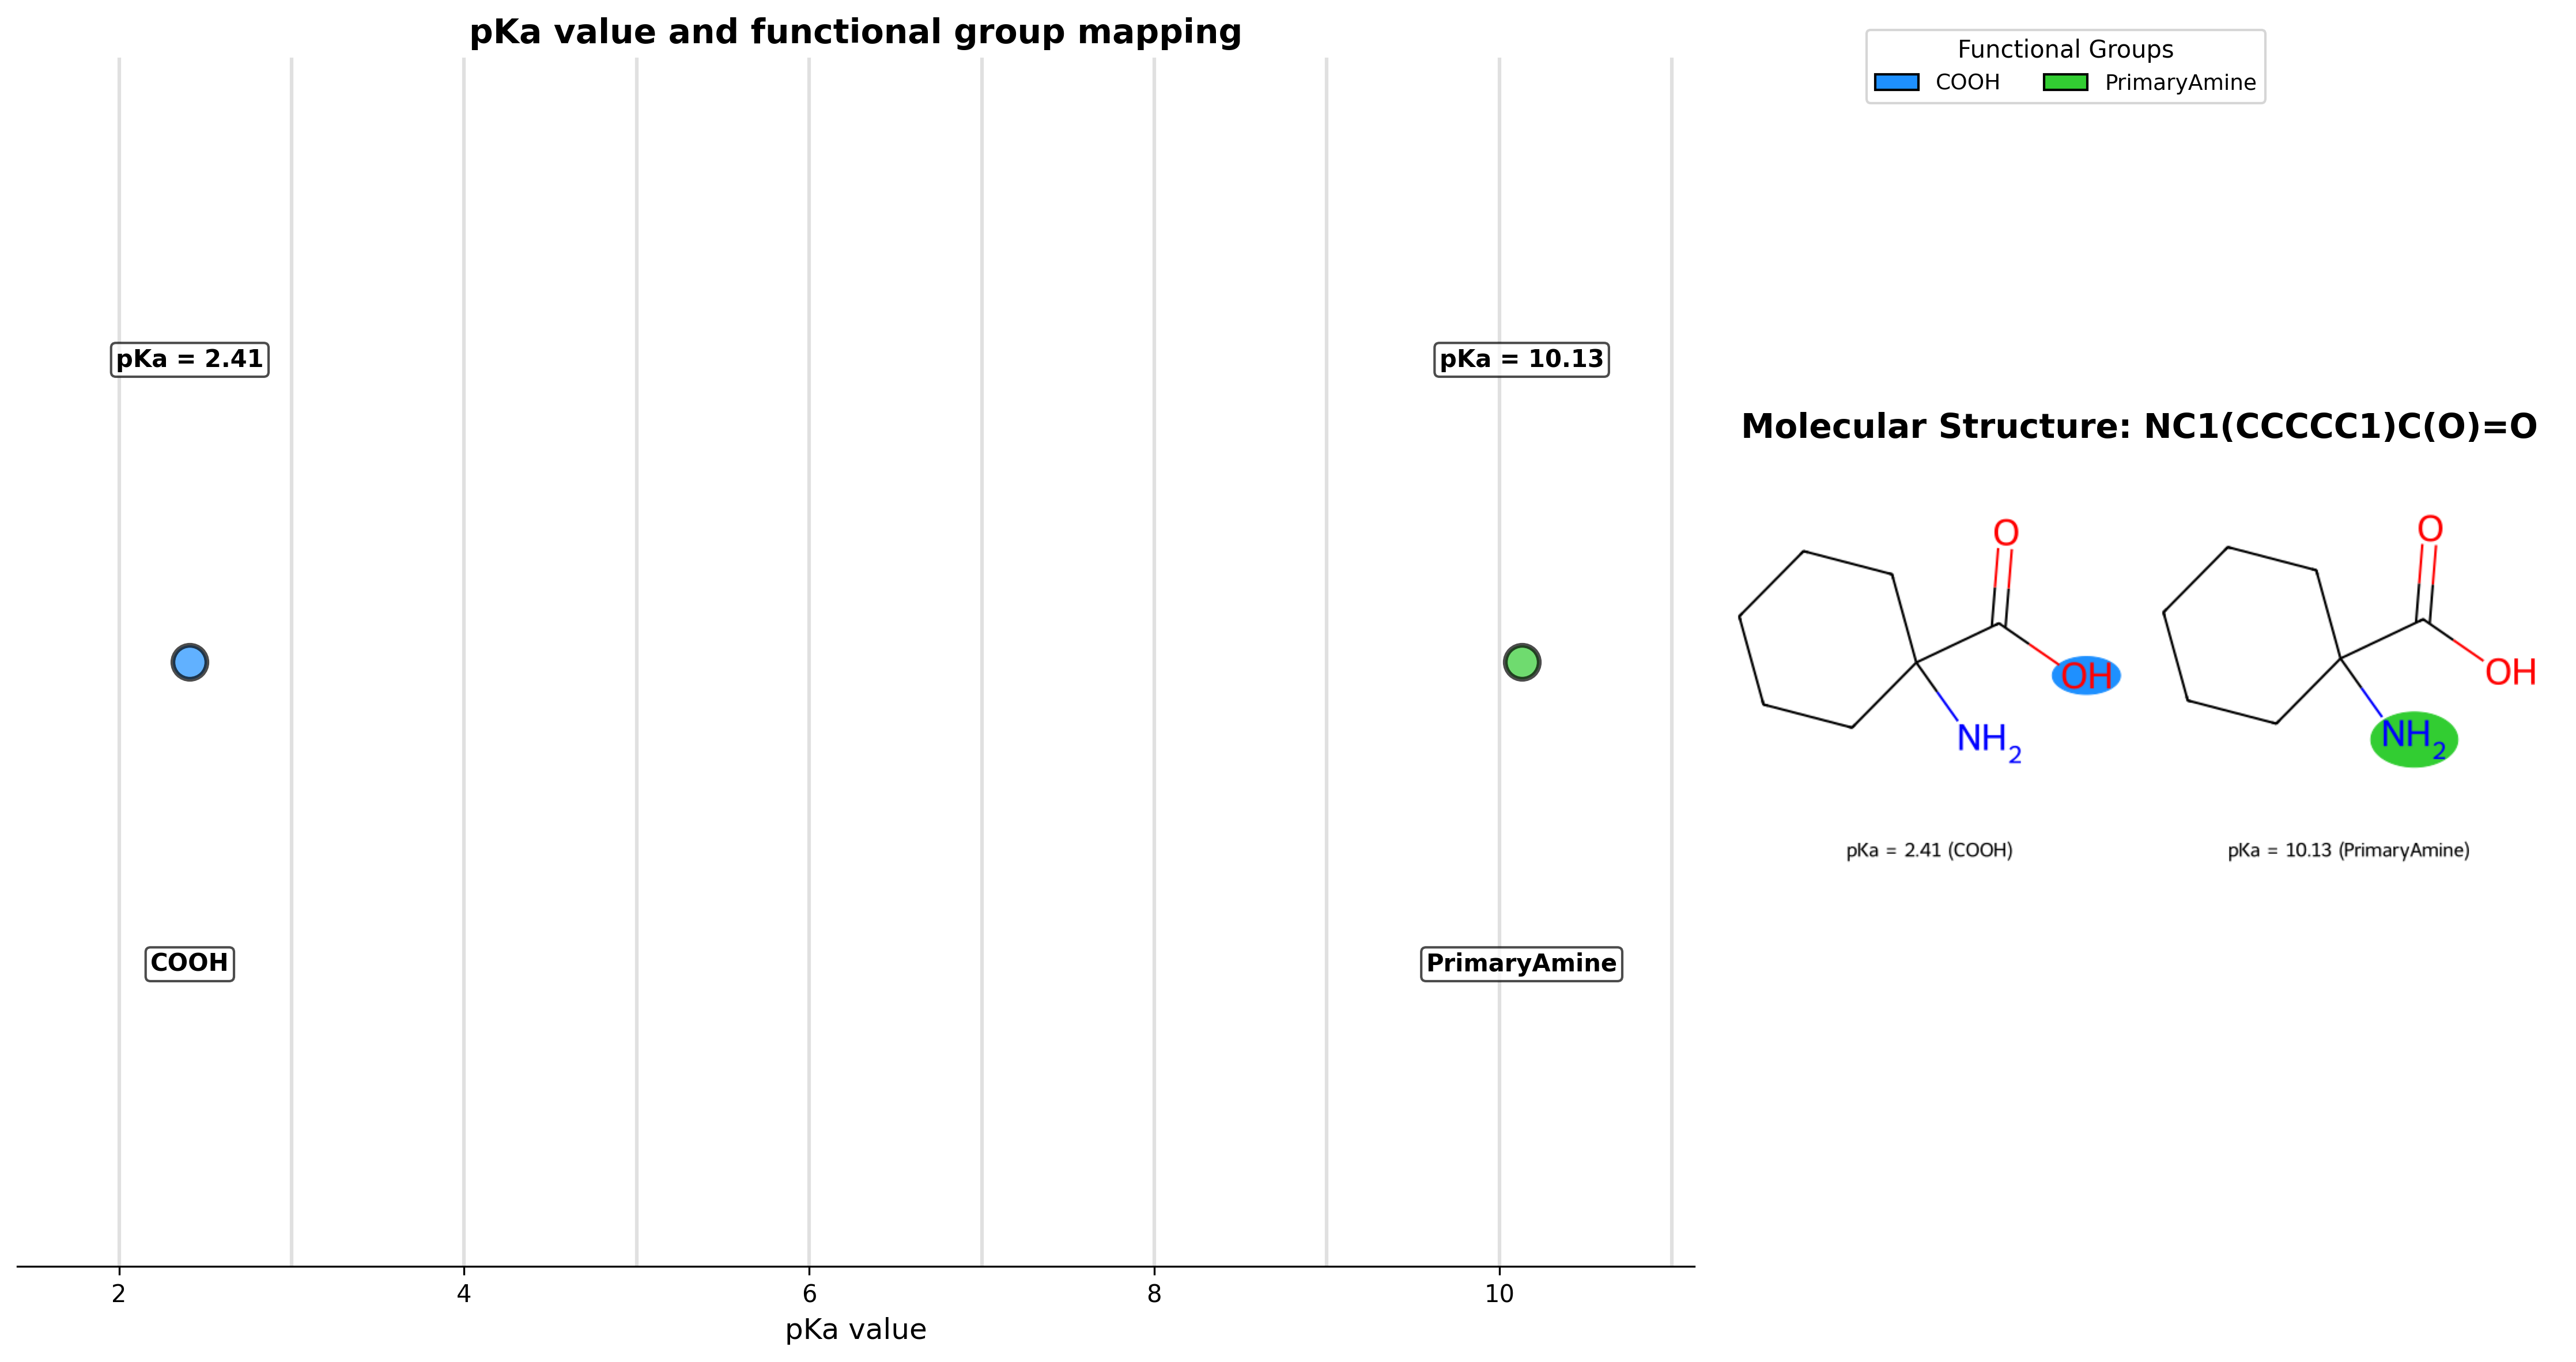 pKa value and functional group mapping
Functional Groups
COOH
PrimaryAmine
pKa = 2.41
pKa = 10.13
COOH
PrimaryAmine
2
4
6
8
10
pKa value
Molecular Structure: NC1(CCCCC1)C(O)=O
O
OH
NH2
pKa = 2.41 (COOH)
O
OH
NH2
pKa = 10.13 (PrimaryAmine)